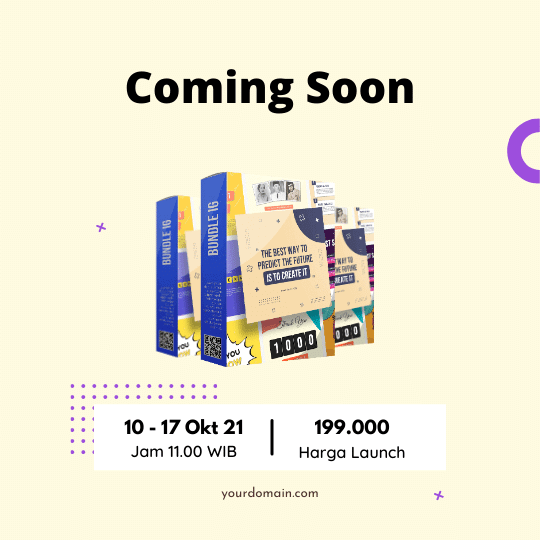 Coming Soon
BUNDLE IG
BUNDLE IG
THE BEST WAY TO
PREDICT THE FUTURE
IS TO CREATE IT
YOU
1000
10 - 17 Okt 21
Jam 11.00 WIB
199.000
Harga Launch
yourdomain.com